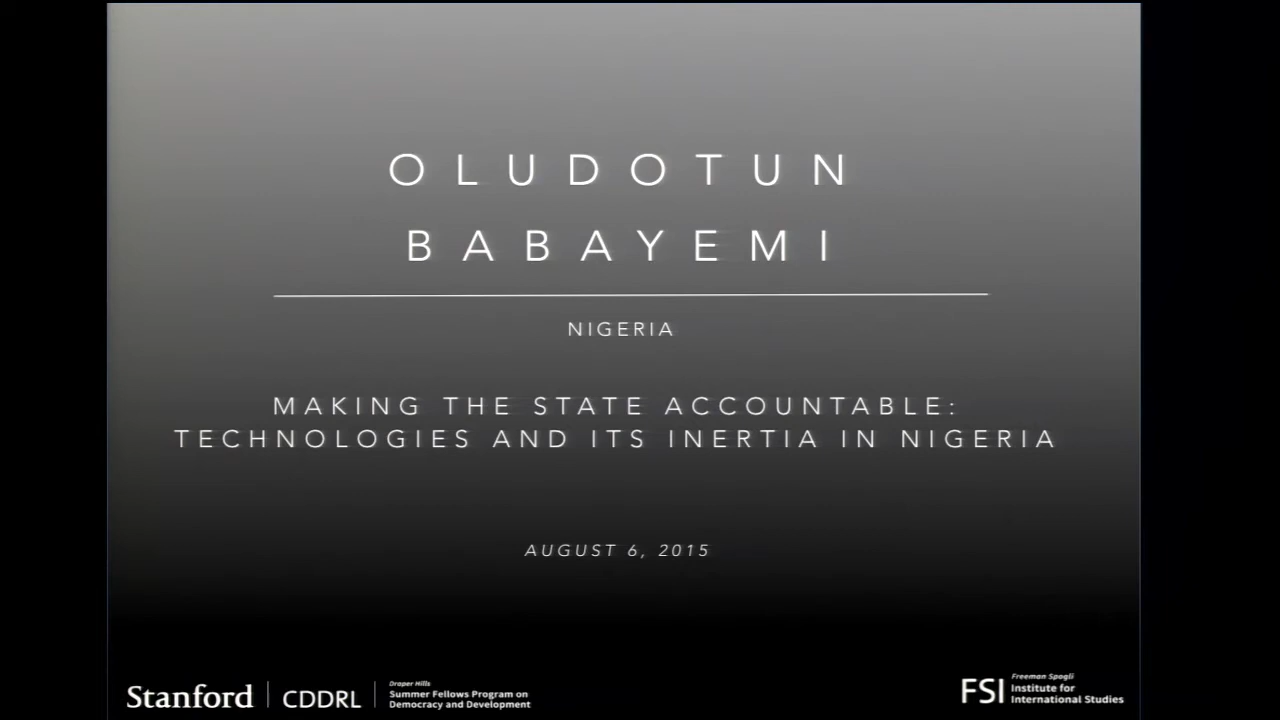 OLUDOTUN
BABAYEMI
NIGERIA
MAKING THE STATE ACCOUNTABLE:
TECHNOLOGIES AND ITS INERTIA IN NIGERIA
AUGUST 6, 2015
Stanford
CDDRL
Draper Hills
Summer Fellows Program on
Democracy and Development
FSI
Freeman Spogli
Institute for
International Studies